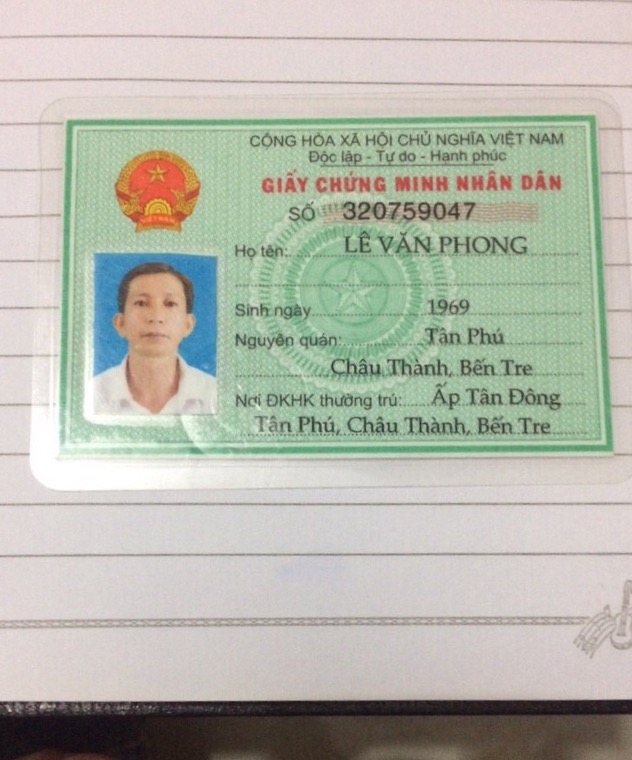 CỘNG HÒA XÃ HỘI CHỦ NGHĨA VIỆT NAM
Độc lập - Tự do - Hạnh phúc
GIẤY CHỨNG MINH NHÂN DÂN
SỐ 320759047
VIỆT NAM
Họ tên: LÊ VĂN PHONG
Sinh ngày 1969
Nguyên quán: Tân Phú
Châu Thành, Bến Tre
Nơi ĐKHK thường trú: Ấp Tân Đông
Tân Phú, Châu Thành, Bến Tre